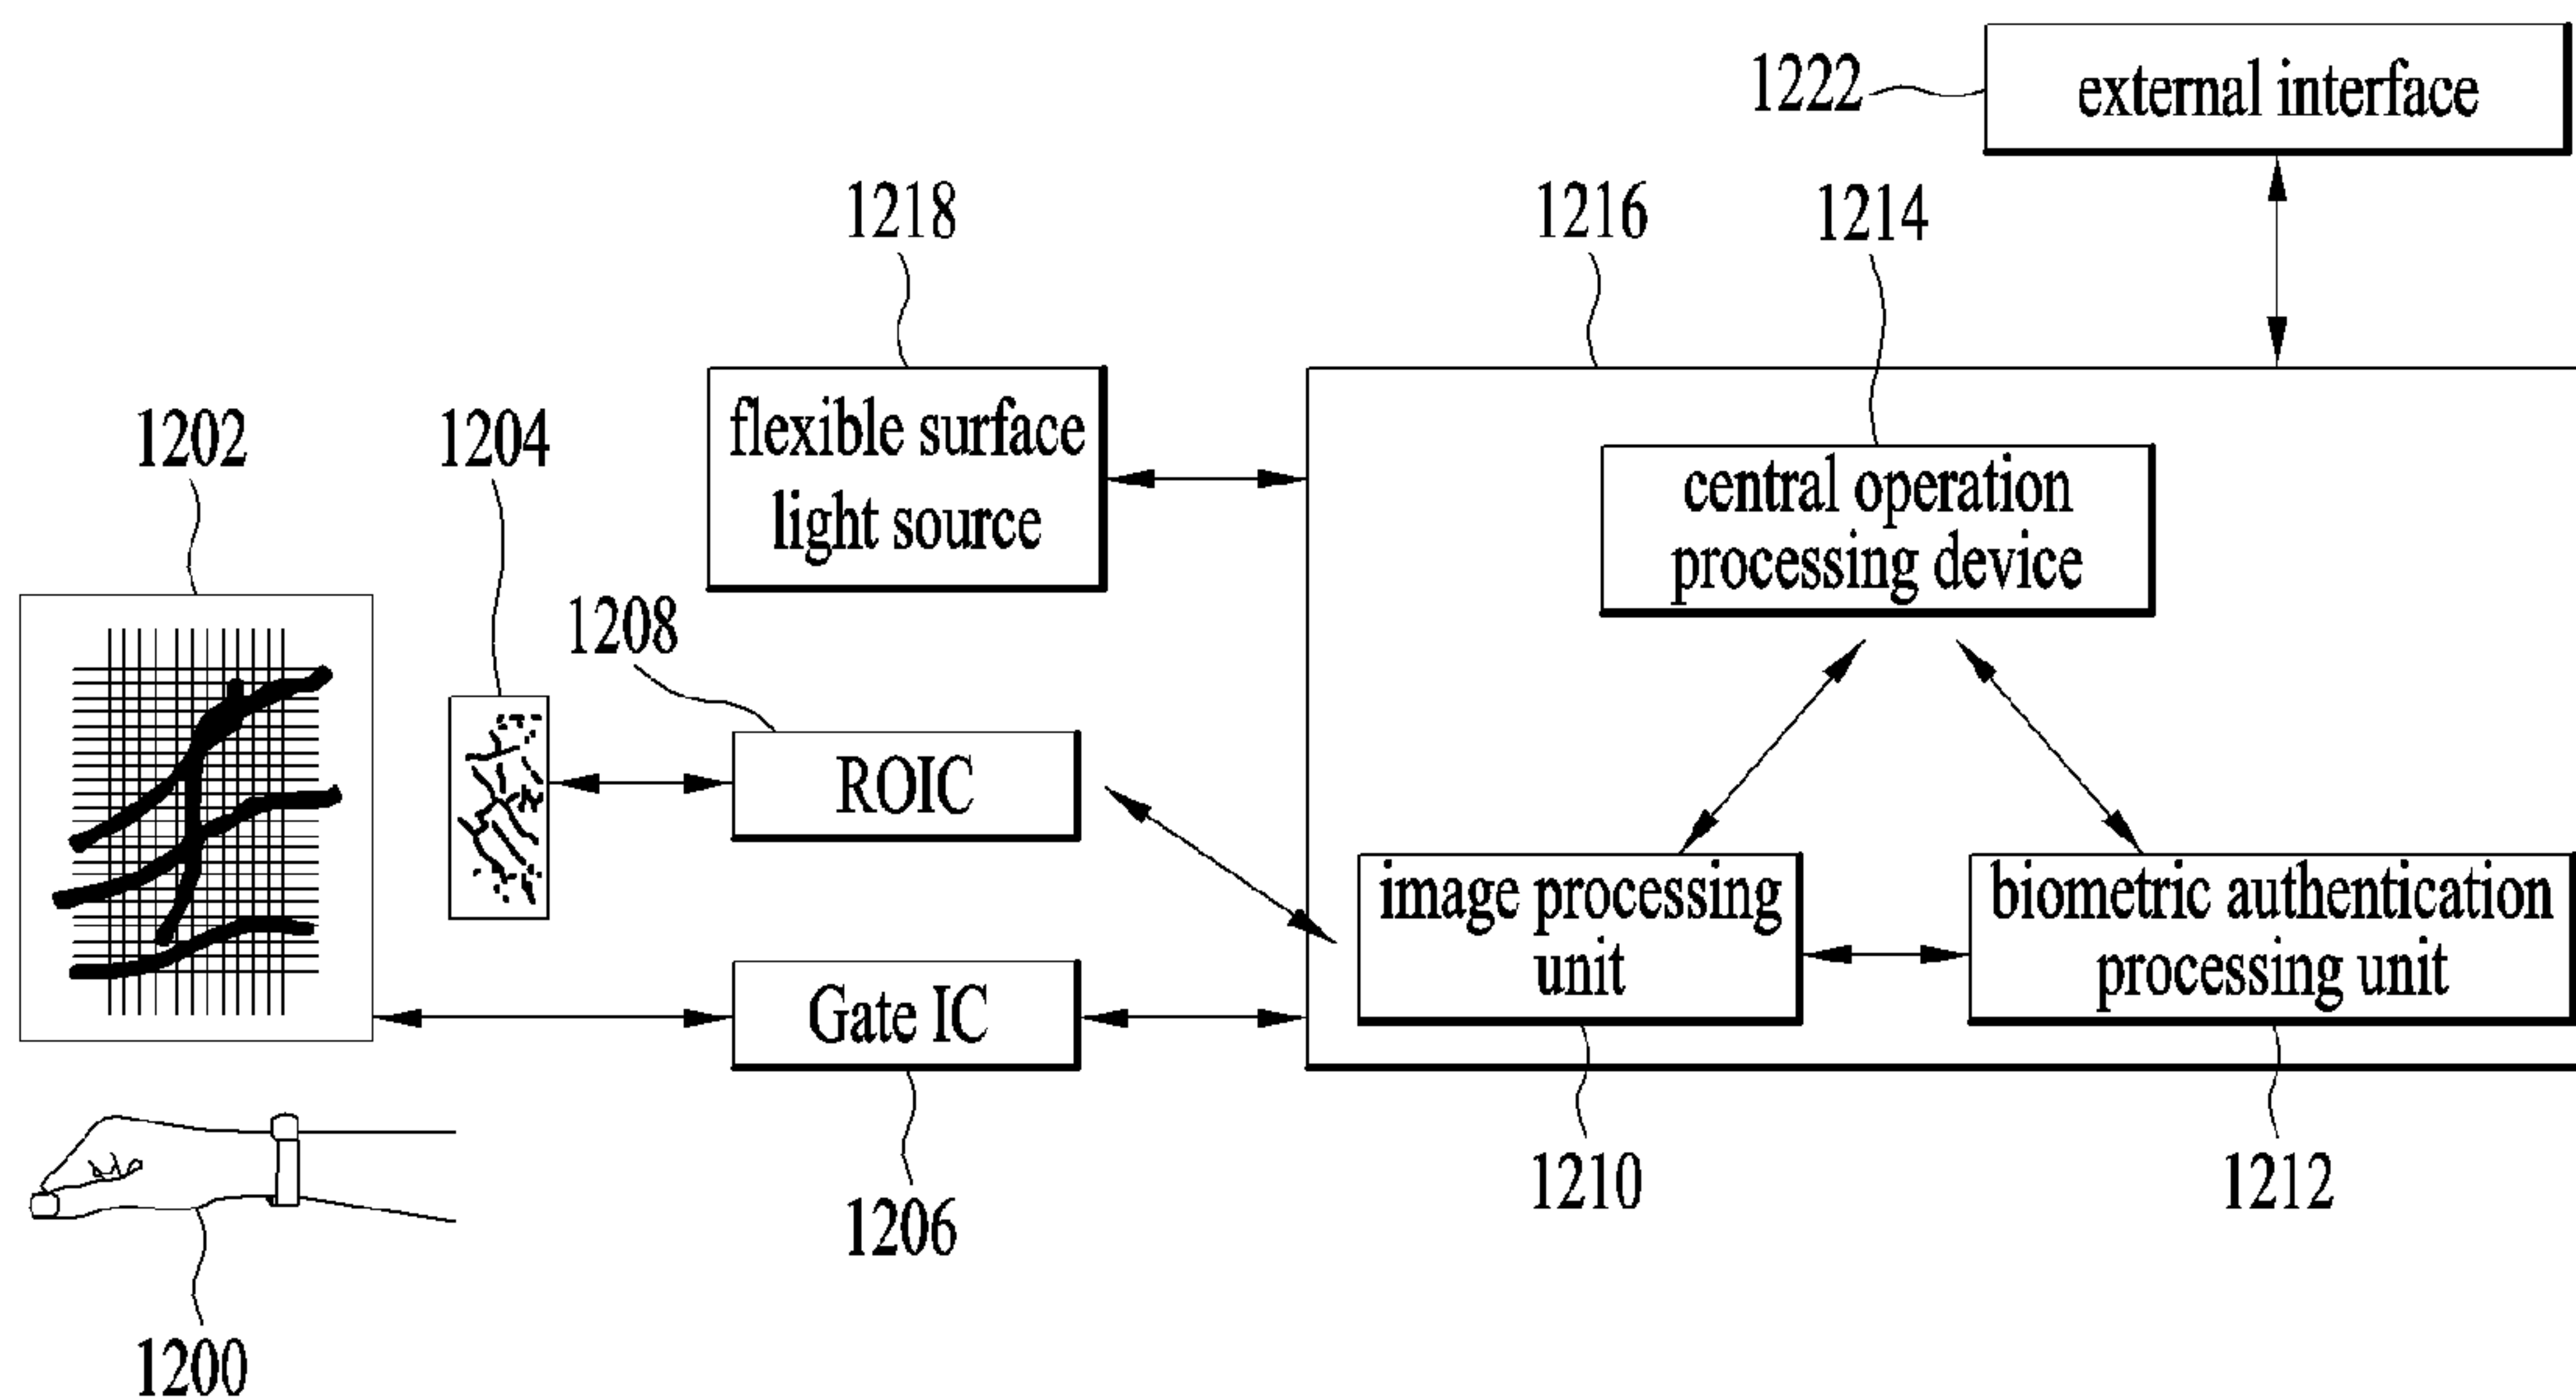 1222
external interface
1218
1216
1214
1202
1204
flexible surface
light source
central operation
processing device
1208
ROIC
image processing
unit
biometric authentication
processing unit
Gate IC
1210
1212
1206
1200